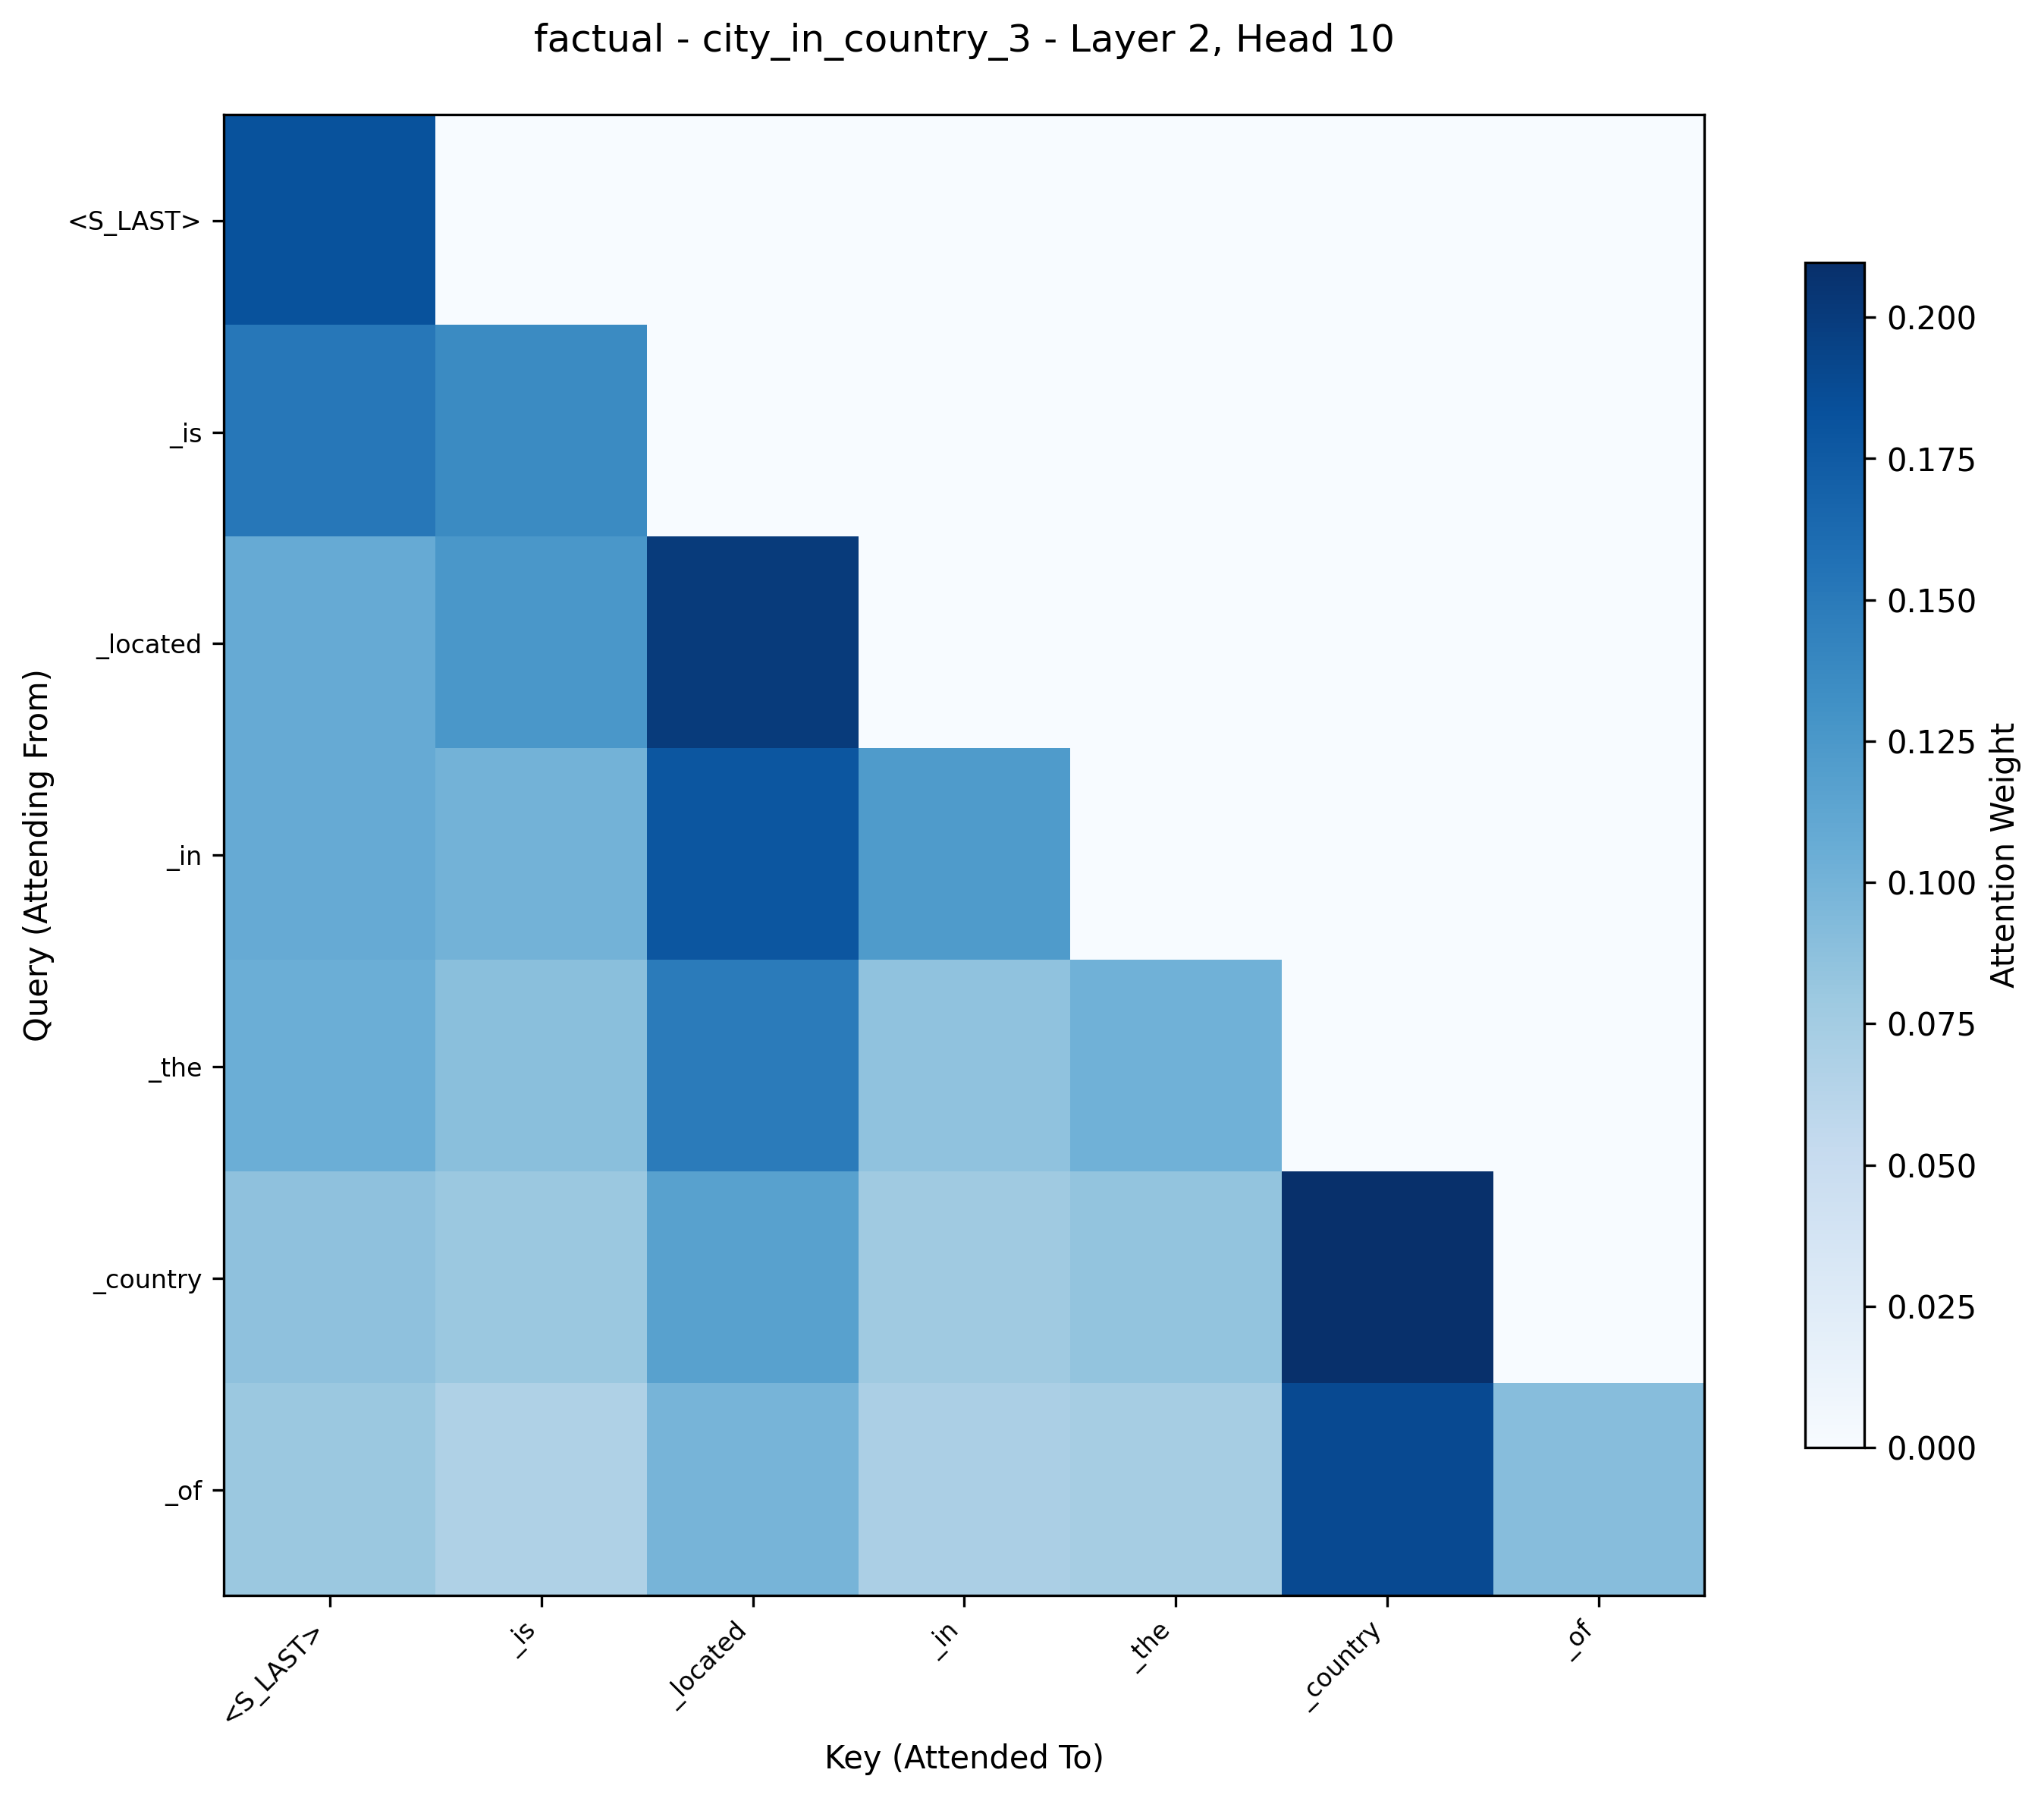 factual - city_in_country_3 - Layer 2, Head 10
<S_LAST>
_is
_located
_in
_the
_country
_of
Query (Attending From)
<S_LAST>
_is
_located
_in
_the
_country
_of
Key (Attended To)
0.200
0.175
0.150
0.125
0.100
0.075
0.050
0.025
0.000
Attention Weight